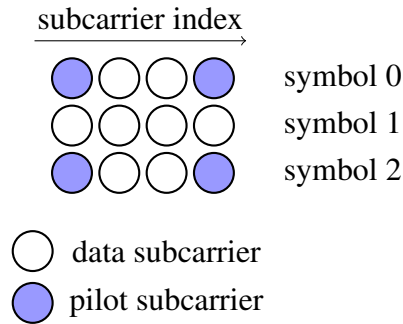 subcarrier index
symbol 0
symbol 1
symbol 2
data subcarrier
pilot subcarrier